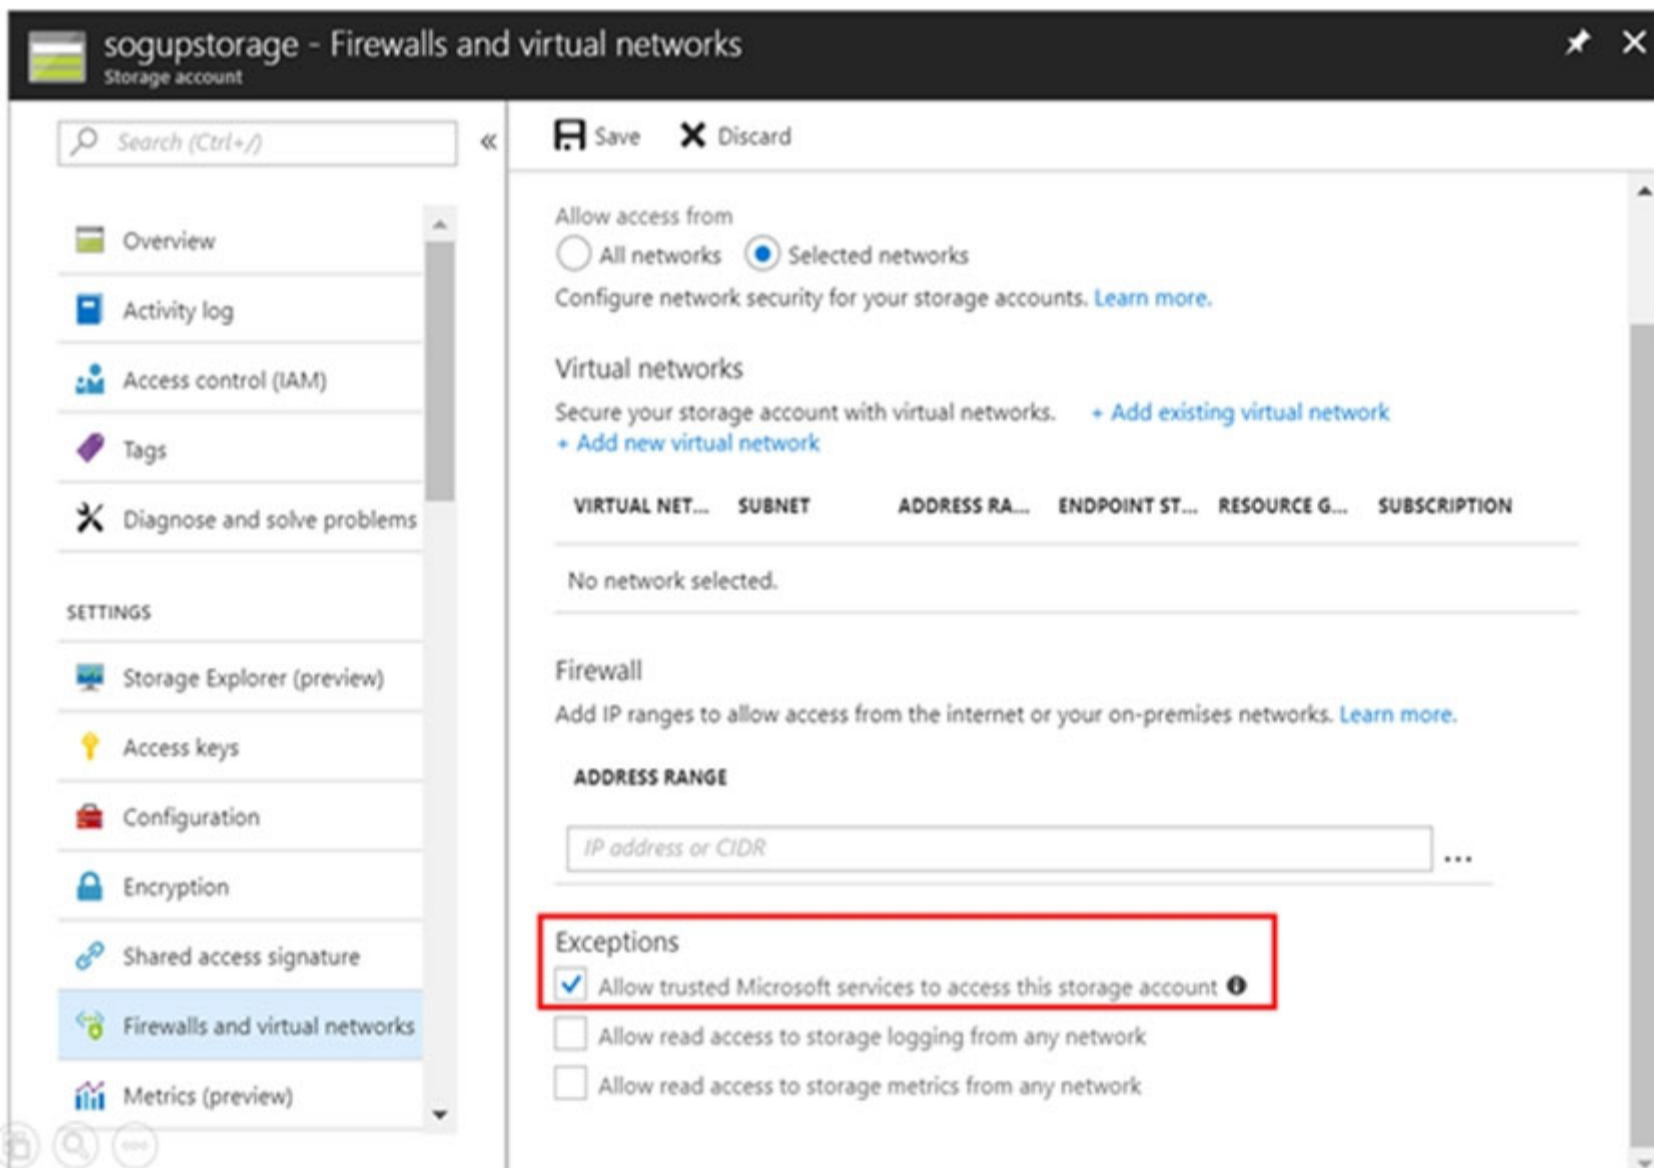 sogupstorage - Firewalls and virtual networks
Storage account
Search (Ctrl+/)
Overview
Activity log
Access control (IAM)
Tags
Diagnose and solve problems
SETTINGS
Storage Explorer (preview)
Access keys
Configuration
Encryption
Shared access signature
Firewalls and virtual networks
Metrics (preview)
Save Discard
Allow access from
All networks Selected networks
Configure network security for your storage accounts. Learn more.
Virtual networks
Secure your storage account with virtual networks. + Add existing virtual network
+ Add new virtual network
VIRTUAL NET... SUBNET ADDRESS RA... ENDPOINT ST... RESOURCE G... SUBSCRIPTION
No network selected.
Firewall
Add IP ranges to allow access from the internet or your on-premises networks. Learn more.
ADDRESS RANGE
IP address or CIDR ...
Exceptions
Allow trusted Microsoft services to access this storage account
Allow read access to storage logging from any network
Allow read access to storage metrics from any network